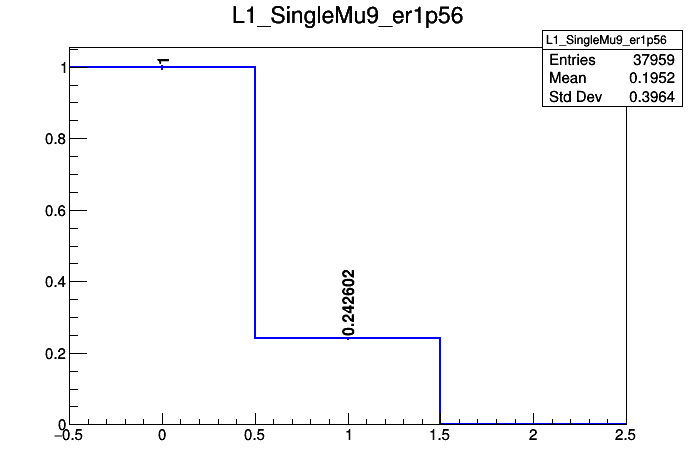 L1_SingleMu9_er1p56
L1_SingleMu9_er1p56
Entries 37959
Mean 0.1952
Std Dev 0.3964
1
0.8
0.6
0.4
0.2
0
1
0.242602
−0.5 0 0.5 1 1.5 2 2.5